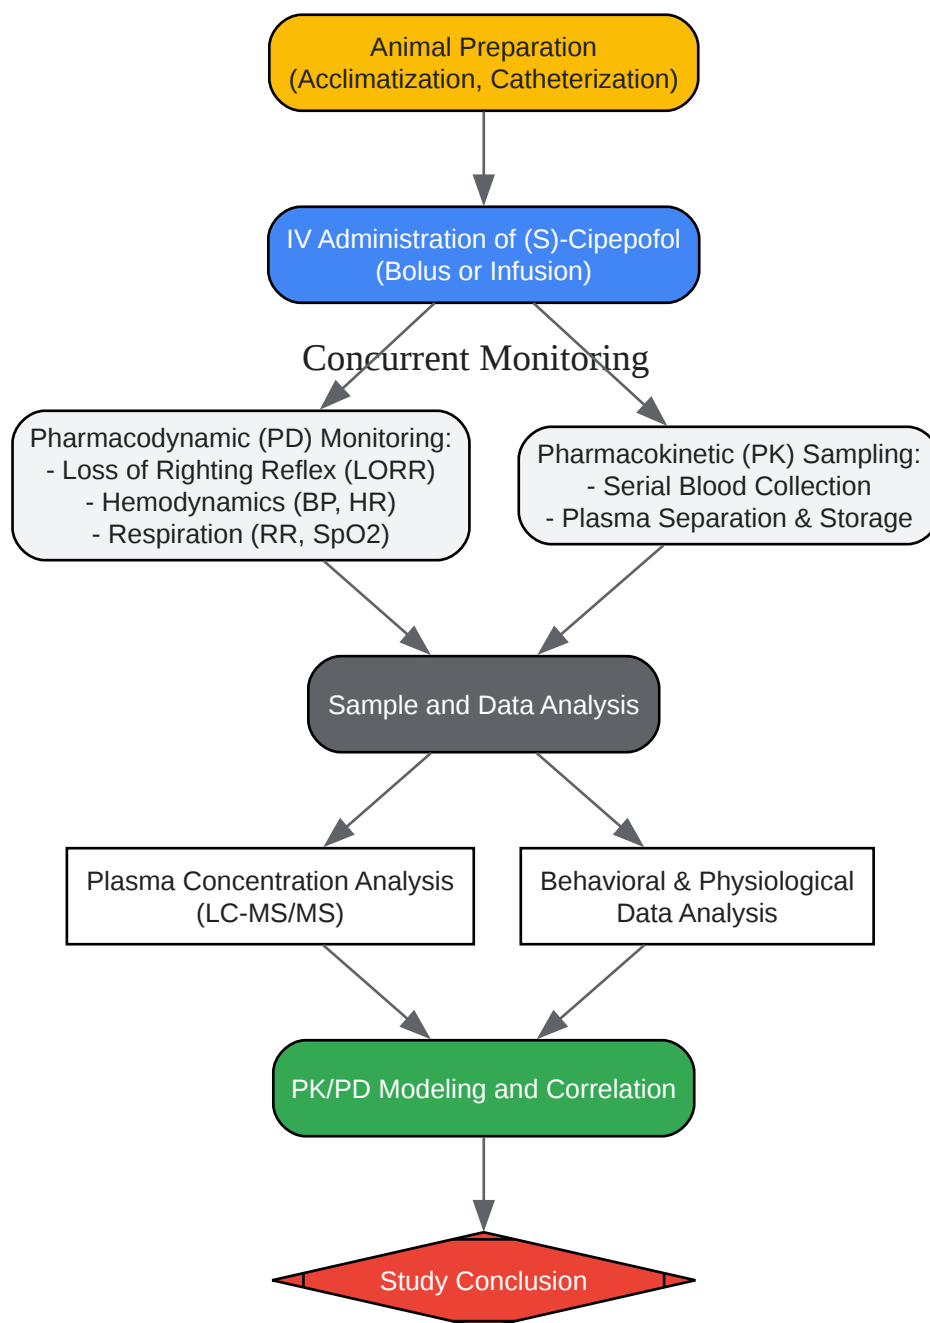 Animal Preparation
(Acclimatization, Catheterization)
IV Administration of (S)-Cipepofol
(Bolus or Infusion)
Concurrent Monitoring
Pharmacodynamic (PD) Monitoring:
- Loss of Righting Reflex (LORR)
- Hemodynamics (BP, HR)
- Respiration (RR, SpO2)
Pharmacokinetic (PK) Sampling:
- Serial Blood Collection
- Plasma Separation & Storage
Sample and Data Analysis
Plasma Concentration Analysis
(LC-MS/MS)
Behavioral & Physiological
Data Analysis
PK/PD Modeling and Correlation
Study Conclusion